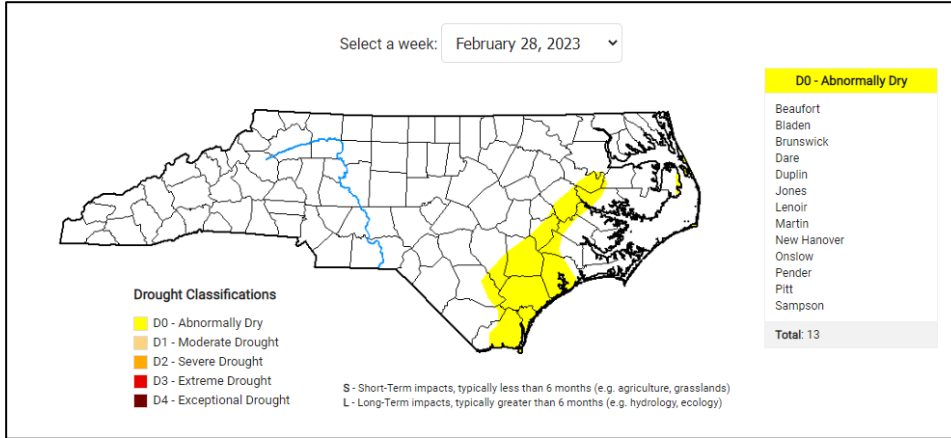 Select a week: February 28, 2023
D0 - Abnormally Dry
Beaufort
Bladen
Brunswick
Dare
Duplin
Jones
Lenoir
Martin
New Hanover
Onslow
Pender
Pitt
Sampson
Total: 13
Drought Classifications
D0 - Abnormally Dry
D1 - Moderate Drought
D2 - Severe Drought
D3 - Extreme Drought
D4 - Exceptional Drought
S - Short-Term impacts, typically less than 6 months (e.g. agriculture, grasslands)
L - Long-Term impacts, typically greater than 6 months (e.g. hydrology, ecology)